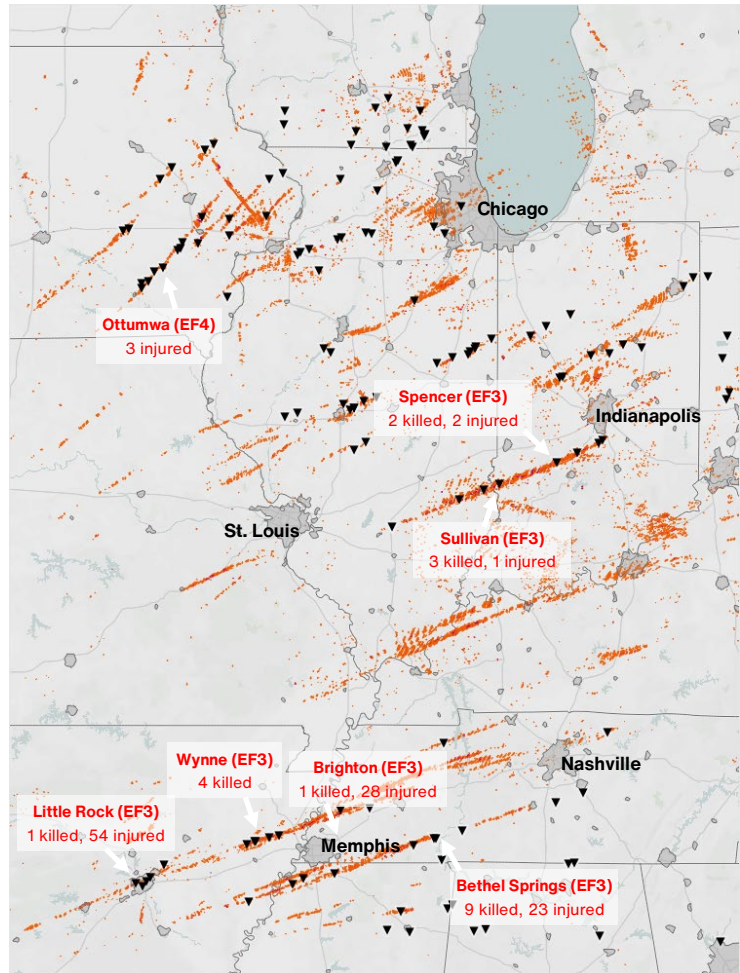 Chicago
Ottumwa (EF4)
3 injured
Spencer (EF3)
2 killed, 2 injured
Indianapolis
St. Louis
Sullivan (EF3)
3 killed, 1 injured
Wynne (EF3)
4 killed
Brighton (EF3)
1 killed, 28 injured
Nashville
Little Rock (EF3)
1 killed, 54 injured
Memphis
Bethel Springs (EF3)
9 killed, 23 injured